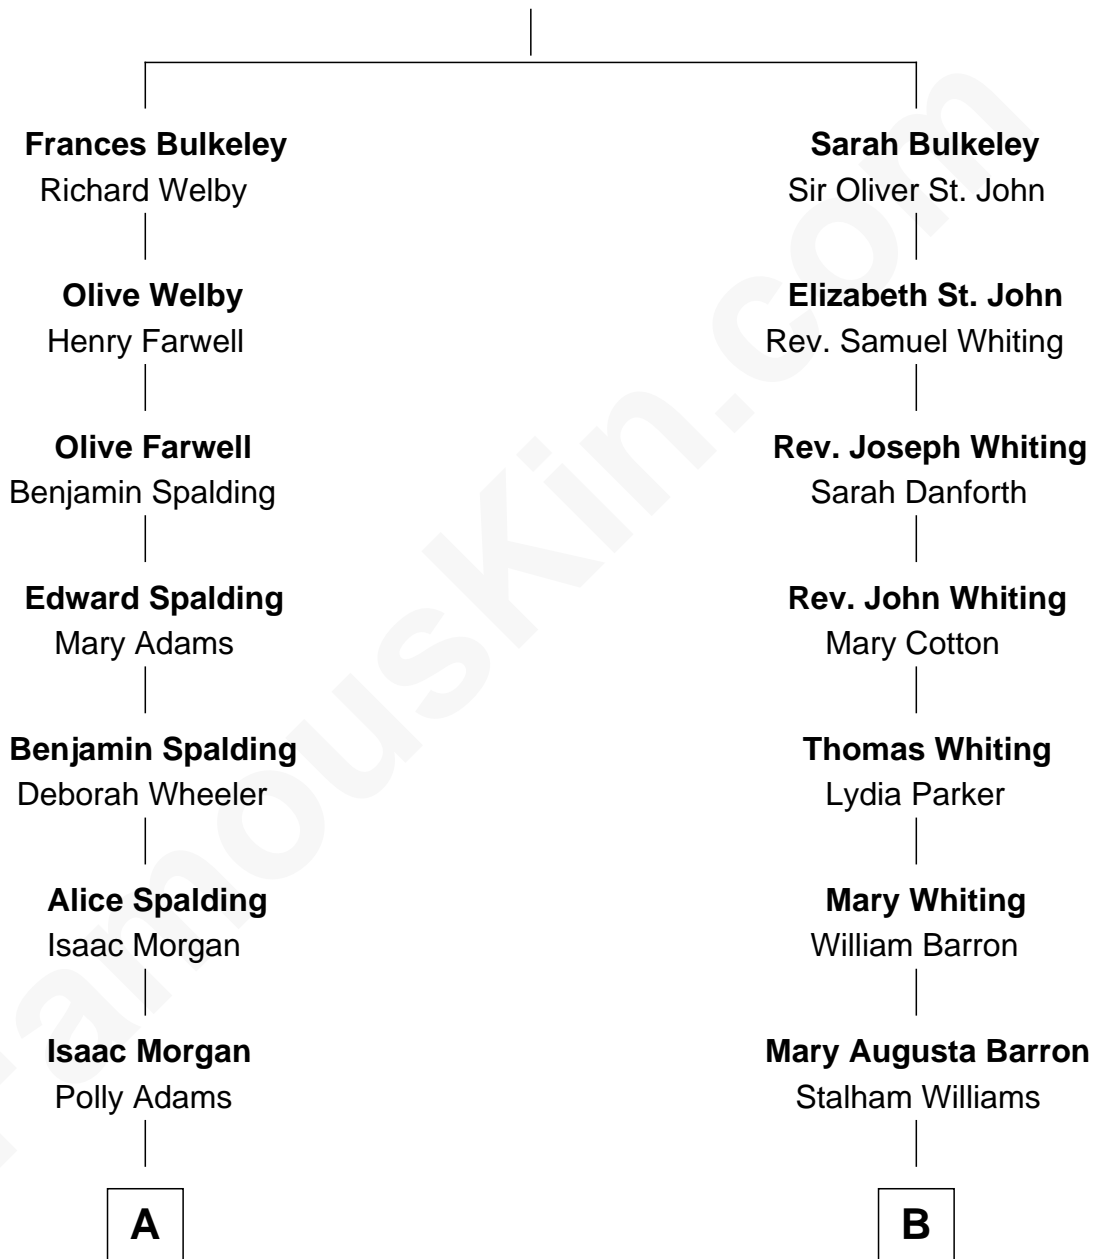 Frances Bulkeley
Richard Welby
Olive Welby
Henry Farwell
Olive Farwell
Benjamin Spalding
Edward Spalding
Mary Adams
Benjamin Spalding
Deborah Wheeler
Alice Spalding
Isaac Morgan
Isaac Morgan
Polly Adams
A
Sarah Bulkeley
Sir Oliver St. John
Elizabeth St. John
Rev. Samuel Whiting
Rev. Joseph Whiting
Sarah Danforth
Rev. John Whiting
Mary Cotton
Thomas Whiting
Lydia Parker
Mary Whiting
William Barron
Mary Augusta Barron
Stalham Williams
B
FamousKin.com